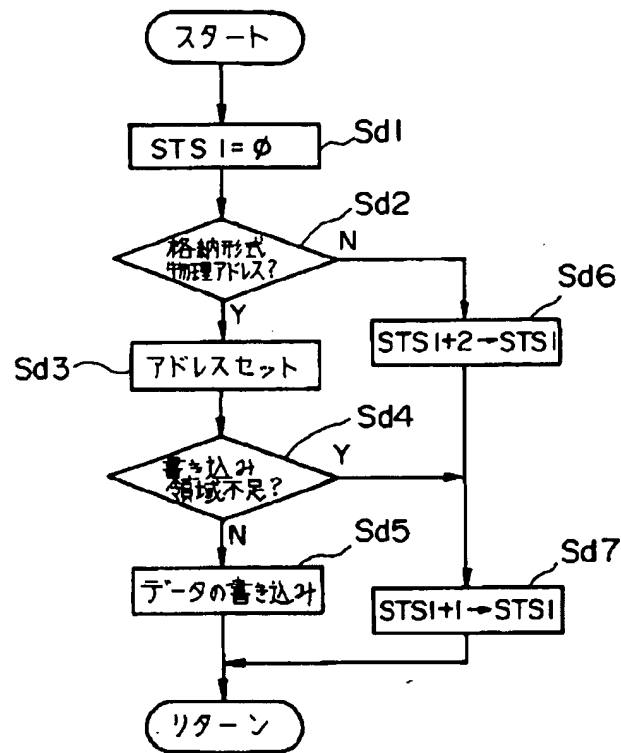 スタート
Sd1
STS1=φ
Sd2
格納形式
物理アドレス?
N
Y
Sd6
STS1+2→STS1
Sd3
アドレスセット
Sd4
書き込み
領域不足?
Y
N
Sd5
データの書き込み
Sd7
STS1+1→STS1
リターン